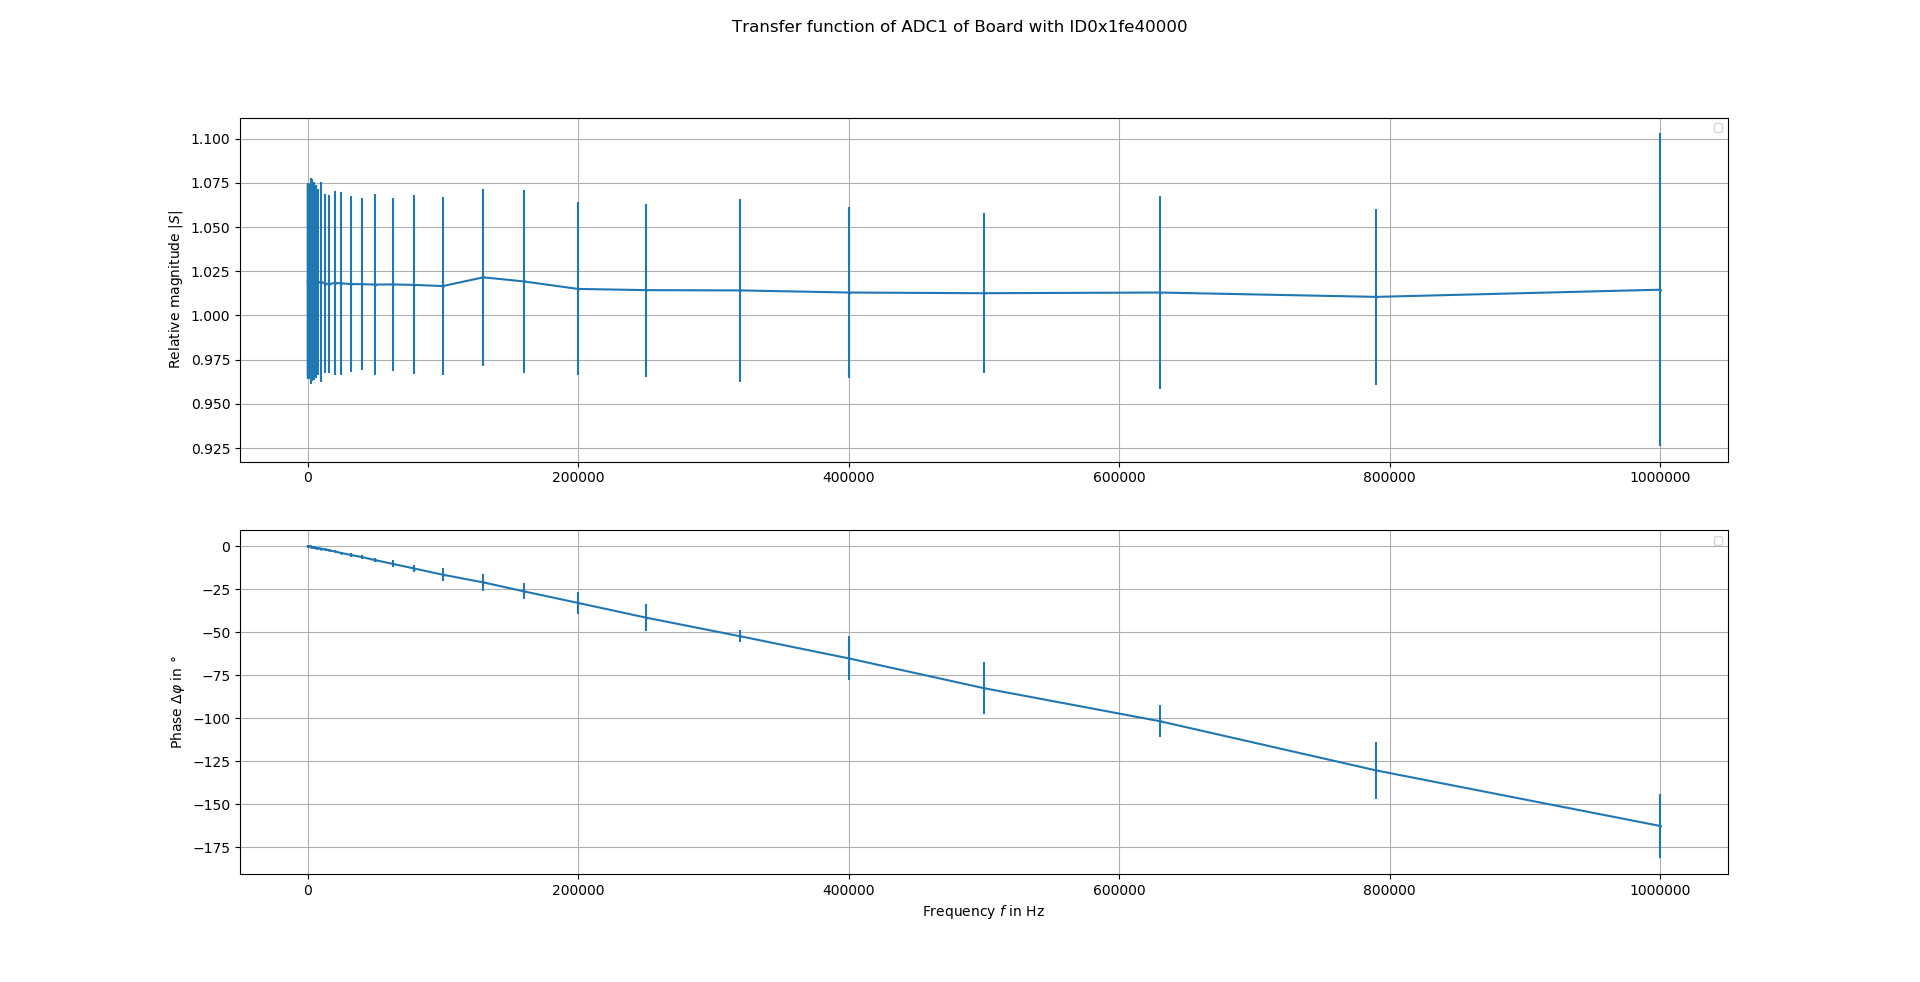 Transfer function of ADC1 of Board with ID0x1fe40000
Relative magnitude |S|
1.100
1.075
1.050
1.025
1.000
0.975
0.950
0.925
0 200000 400000 600000 800000 1000000
Phase Δφ in °
0
−25
−50
−75
−100
−125
−150
−175
0 200000 400000 600000 800000 1000000
Frequency f in Hz